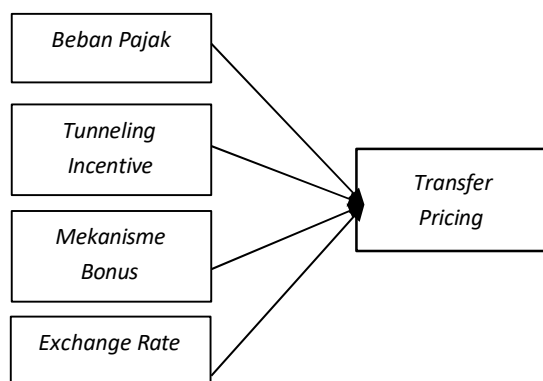 Beban Pajak
Tunneling
Incentive
Mekanisme
Bonus
Exchange Rate
Transfer
Pricing